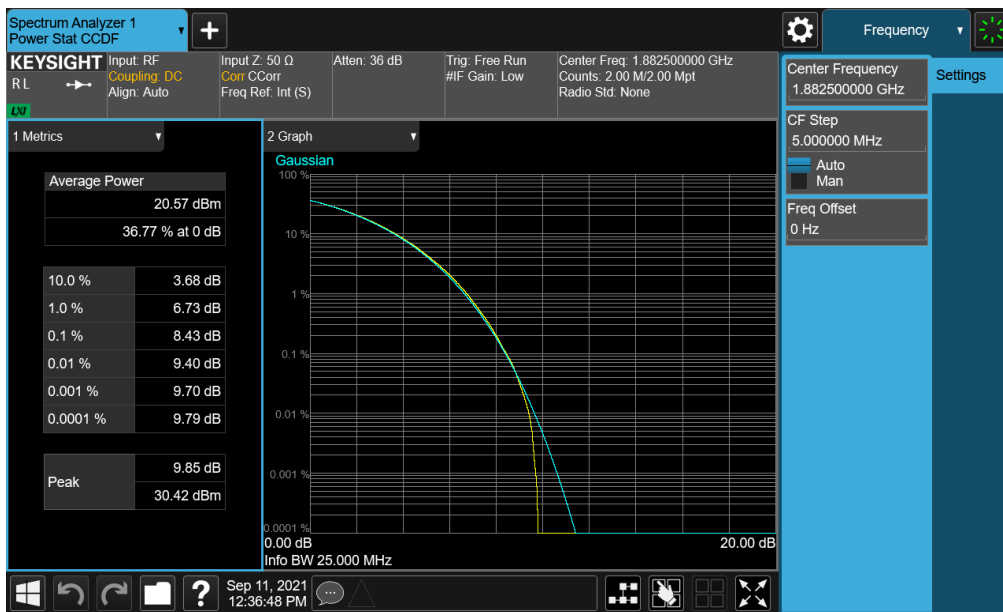 Spectrum Analyzer 1
Power Stat CCDF
Frequency
KEYSIGHT
RL
LXI
Input: RF
Coupling: DC
Align: Auto
Input Z: 50 Ω
Corr CCorr
Freq Ref: Int (S)
Atten: 36 dB
Trig: Free Run
#IF Gain: Low
Center Freq: 1.882500000 GHz
Counts: 2.00 M/2.00 Mpt
Radio Std: None
Center Frequency
1.882500000 GHz
Settings
CF Step
5.000000 MHz
Auto
Man
Freq Offset
0 Hz
1 Metrics
Average Power
20.57 dBm
36.77 % at 0 dB
10.0 % 3.68 dB
1.0 % 6.73 dB
0.1 % 8.43 dB
0.01 % 9.40 dB
0.001 % 9.70 dB
0.0001 % 9.79 dB
Peak
9.85 dB
30.42 dBm
2 Graph
Gaussian
100 %
10 %
1 %
0.1 %
0.01 %
0.001 %
0.0001 %
0.00 dB
20.00 dB
Info BW 25.000 MHz
?
Sep 11, 2021
12:36:48 PM